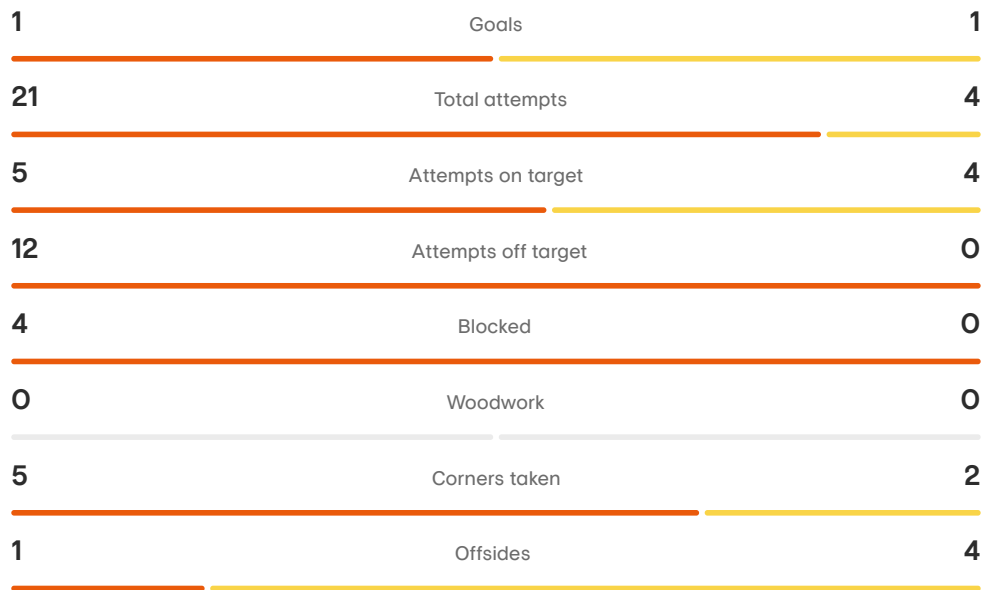 1 Goals 1
21 Total attempts 4
5 Attempts on target 4
12 Attempts off target 0
4 Blocked 0
0 Woodwork 0
5 Corners taken 2
1 Offsides 4